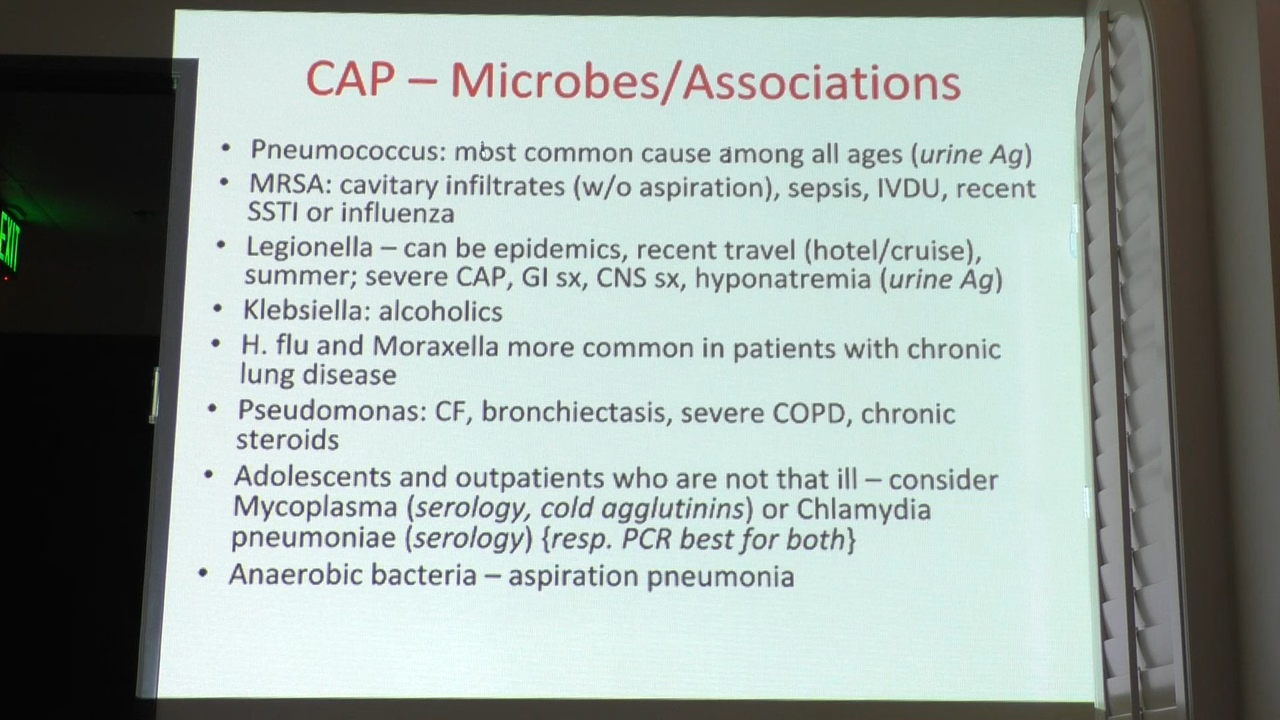 CAP – Microbes/Associations
• Pneumococcus: most common cause among all ages (urine Ag)
• MRSA: cavitary infiltrates (w/o aspiration), sepsis, IVDU, recent
SSTI or influenza
• Legionella – can be epidemics, recent travel (hotel/cruise),
summer; severe CAP, GI sx, CNS sx, hyponatremia (urine Ag)
• Klebsiella: alcoholics
• H. flu and Moraxella more common in patients with chronic
lung disease
• Pseudomonas: CF, bronchiectasis, severe COPD, chronic
steroids
• Adolescents and outpatients who are not that ill – consider
Mycoplasma (serology, cold agglutinins) or Chlamydia
pneumoniae (serology) {resp. PCR best for both}
• Anaerobic bacteria – aspiration pneumonia
EXIT